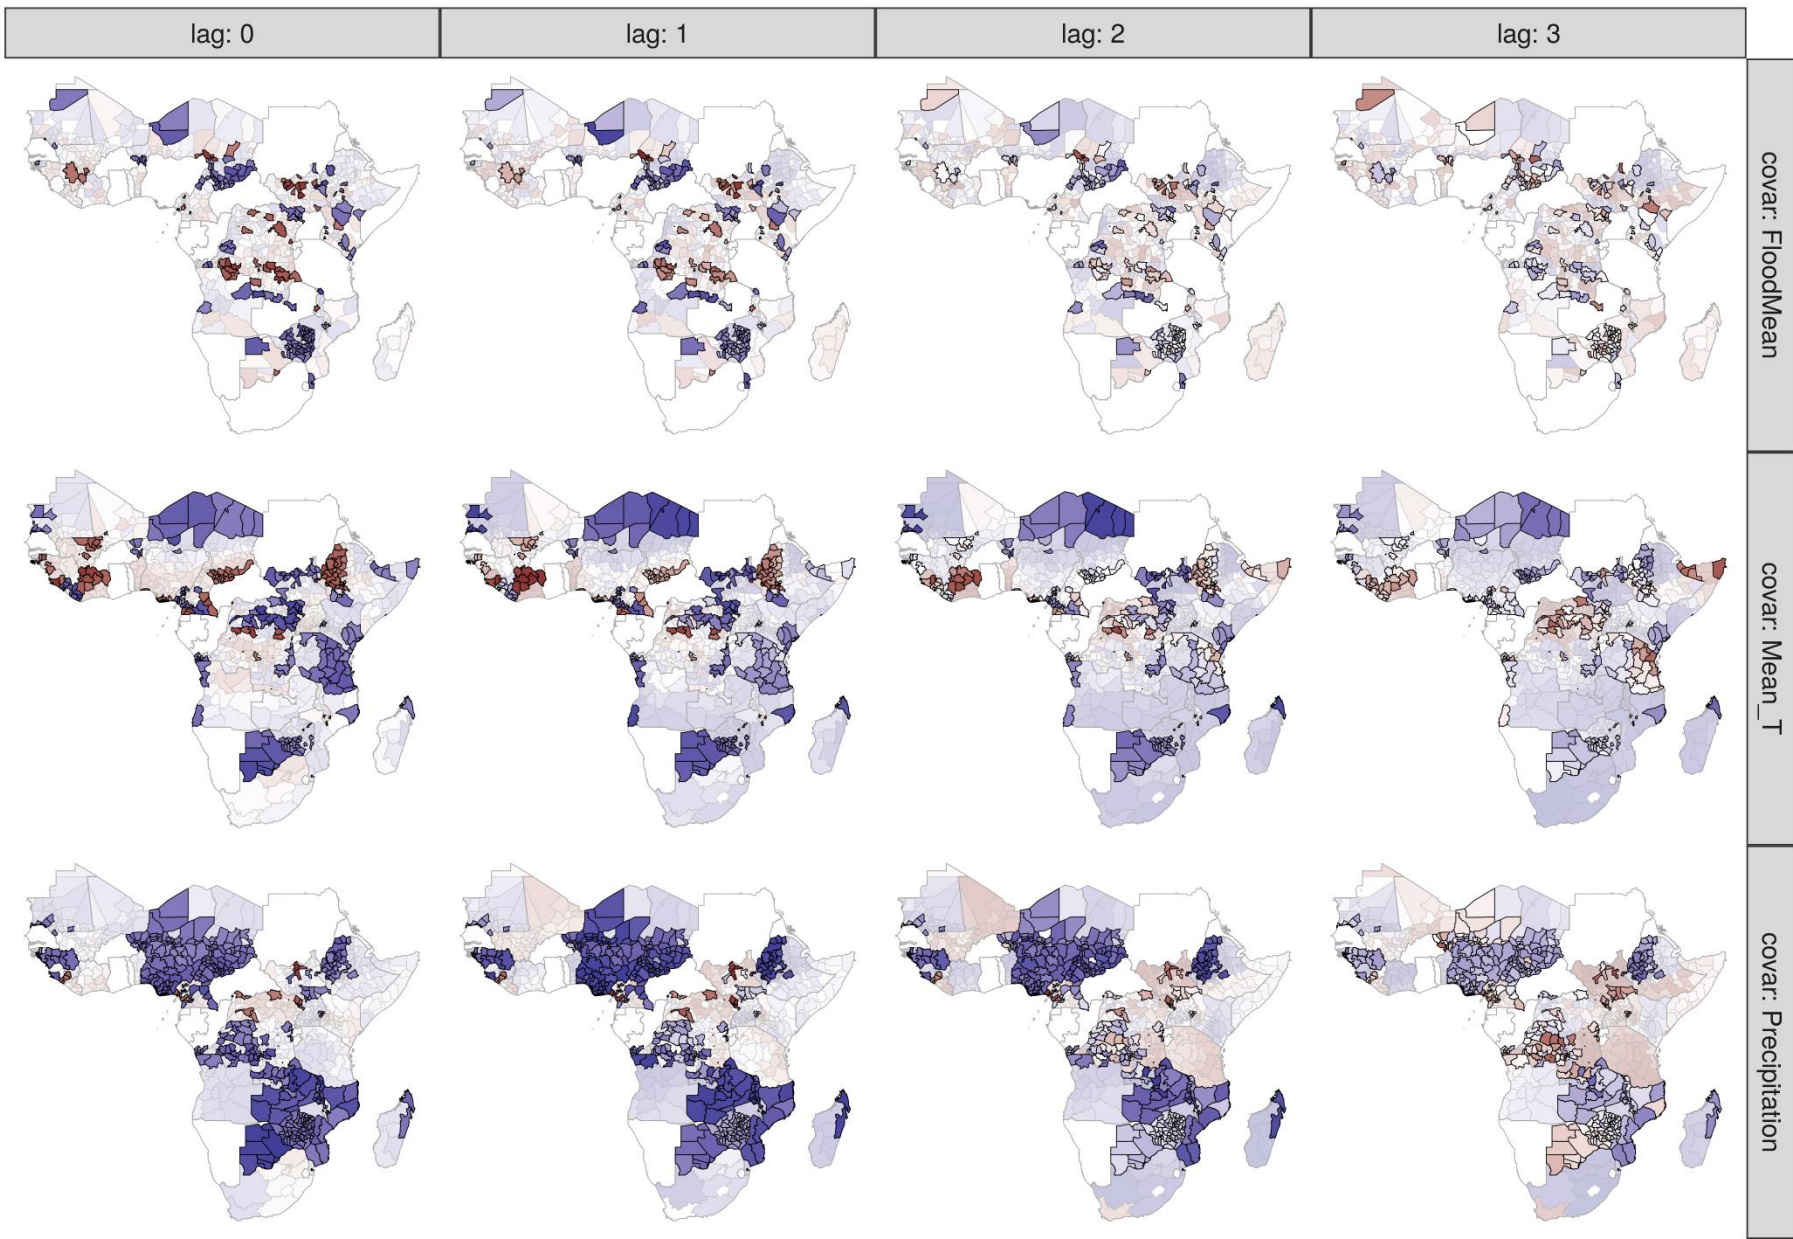 lag: 0
lag: 1
lag: 2
lag: 3
covar: FloodMean
covar: Mean_T
covar: Precipitation